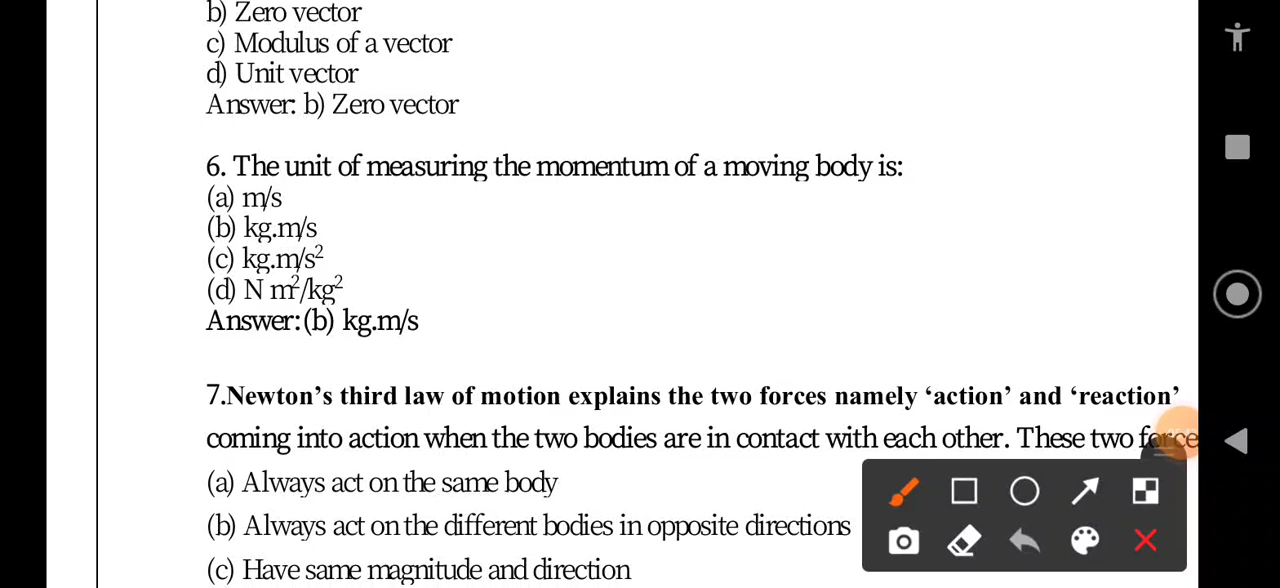 b) Zero vector
c) Modulus of a vector
d) Unit vector
Answer: b) Zero vector
6. The unit of measuring the momentum of a moving body is:
(a) m/s
(b) kg.m/s
(c) kg.m/s²
(d) N m²/kg²
Answer:(b) kg.m/s
7.Newton’s third law of motion explains the two forces namely ‘action’ and ‘reaction’
coming into action when the two bodies are in contact with each other. These two force
(a) Always act on the same body
(b) Always act on the different bodies in opposite directions
(c) Have same magnitude and direction